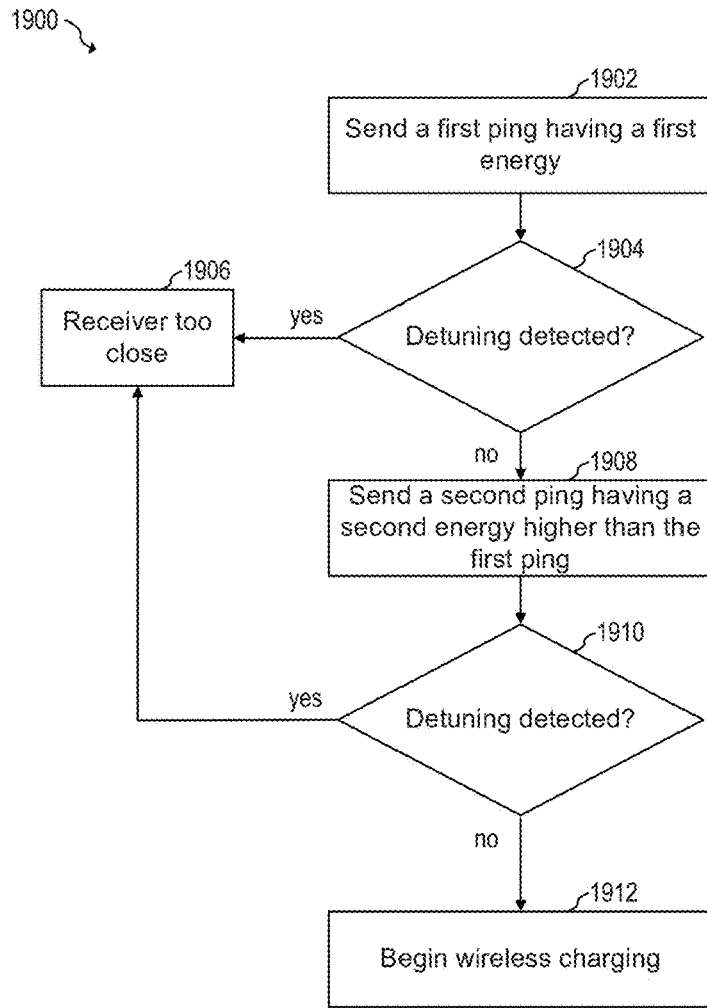 1900
1902
Send a first ping having a first
energy
1904
Detuning detected?
1906
Receiver too
close
yes
no
1908
Send a second ping having a
second energy higher than the
first ping
1910
Detuning detected?
yes
no
1912
Begin wireless charging